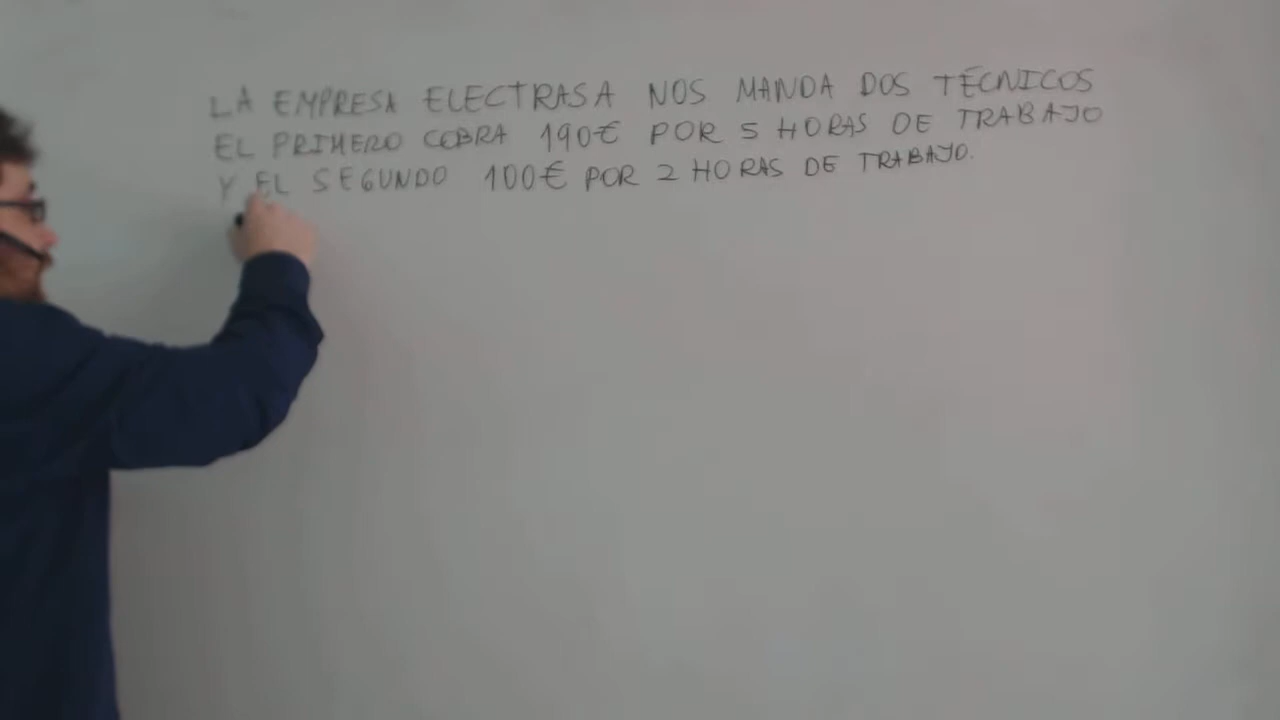 LA EMPRESA ELECTRASA NOS MANDA DOS TÉCNICOS
EL PRIMERO COBRA 190€ POR 5 HORAS DE TRABAJO
Y EL SEGUNDO 100€ POR 2 HORAS DE TRABAJO.